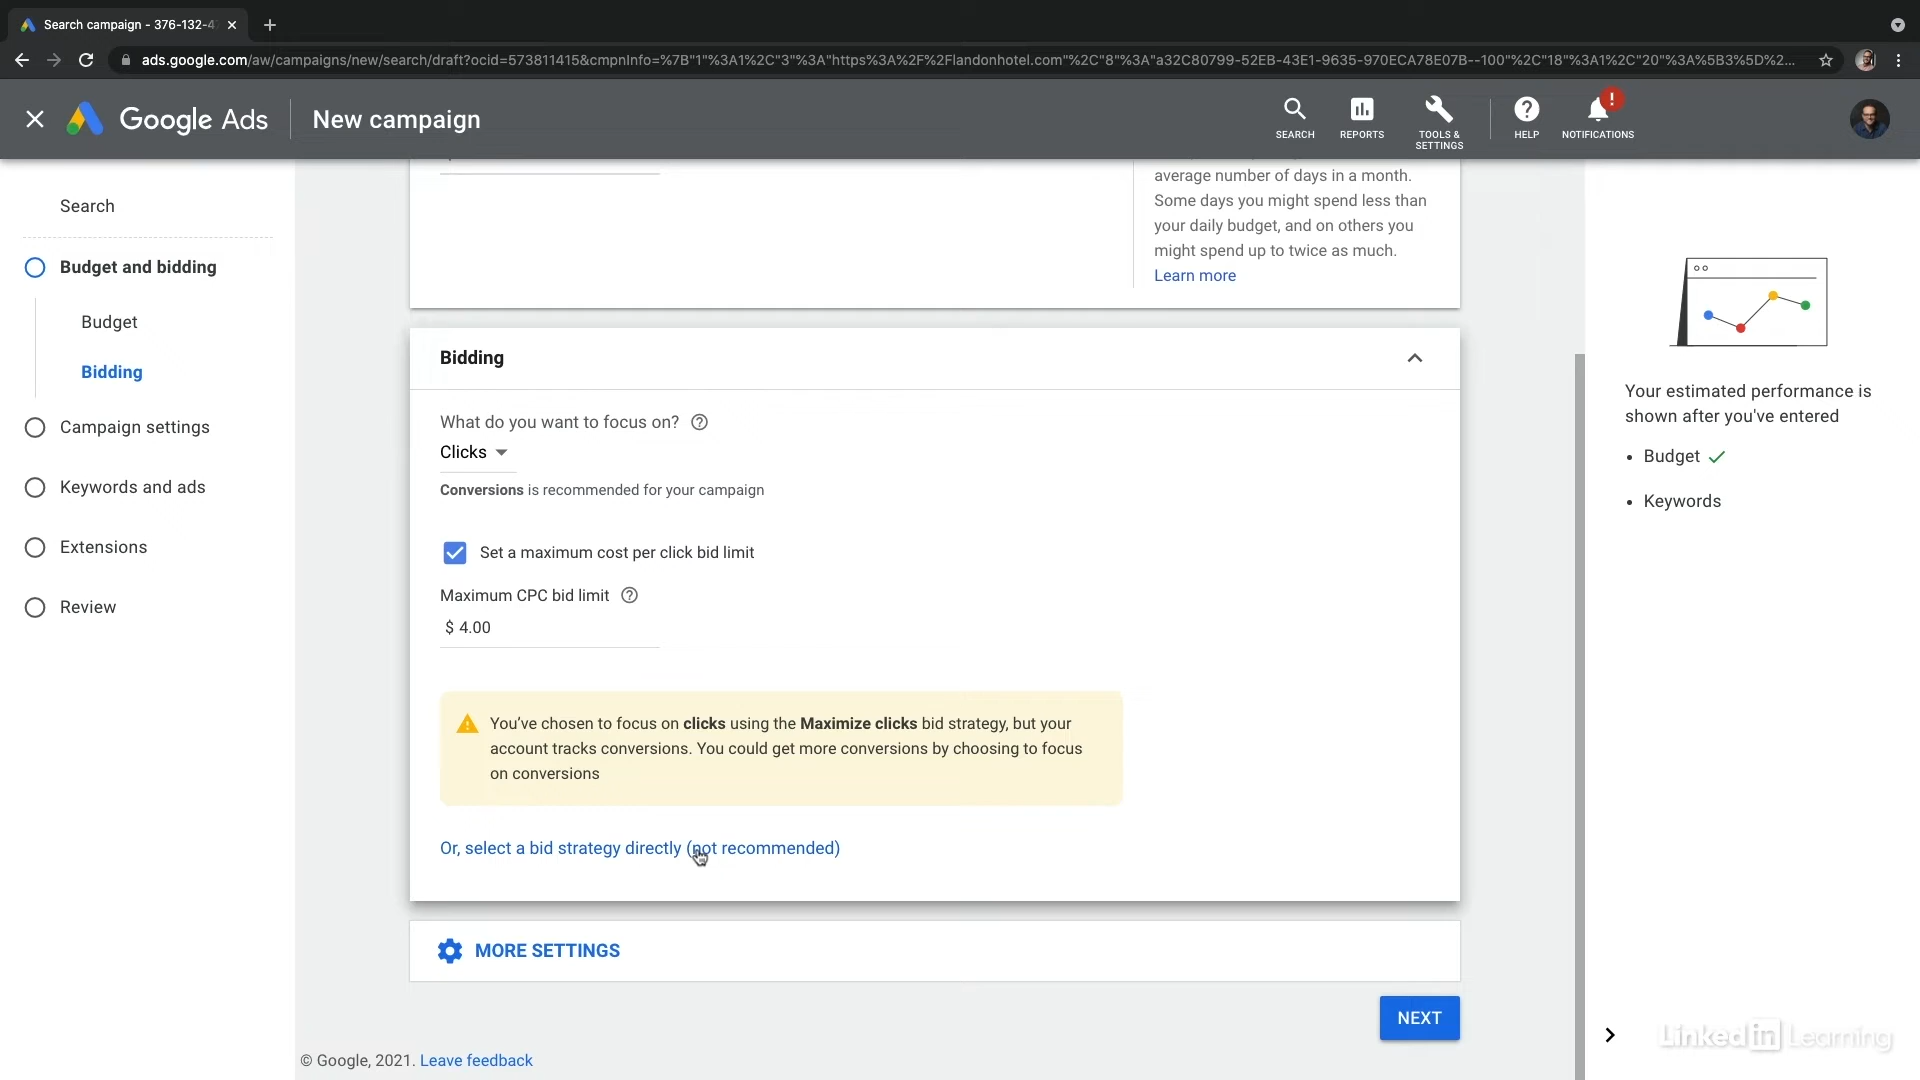 Search campaign - 376-132-4
ads.google.com/aw/campaigns/new/search/draft?ocid=573811415&cmpnInfo=%7B"1"%3A1%2C"3"%3A"https%3A%2F%2Flandonhotel.com"%2C"8"%3A"a32C80799-52EB-43E1-9635-970ECA78E07B--100"%2C"18"%3A1%2C"20"%3A%5B3%5D%2...
Google Ads
New campaign
SEARCH
REPORTS
TOOLS &
SETTINGS
HELP
!
NOTIFICATIONS
Search
Budget and bidding
Budget
Bidding
Campaign settings
Keywords and ads
Extensions
Review
average number of days in a month.
Some days you might spend less than
your daily budget, and on others you
might spend up to twice as much.
Learn more
Bidding
What do you want to focus on?
Clicks
Conversions is recommended for your campaign
Set a maximum cost per click bid limit
Maximum CPC bid limit
$ 4.00
You've chosen to focus on clicks using the Maximize clicks bid strategy, but your
account tracks conversions. You could get more conversions by choosing to focus
on conversions
Or, select a bid strategy directly (not recommended)
MORE SETTINGS
NEXT
© Google, 2021. Leave feedback
Your estimated performance is
shown after you've entered
• Budget
• Keywords
Linked in Learning